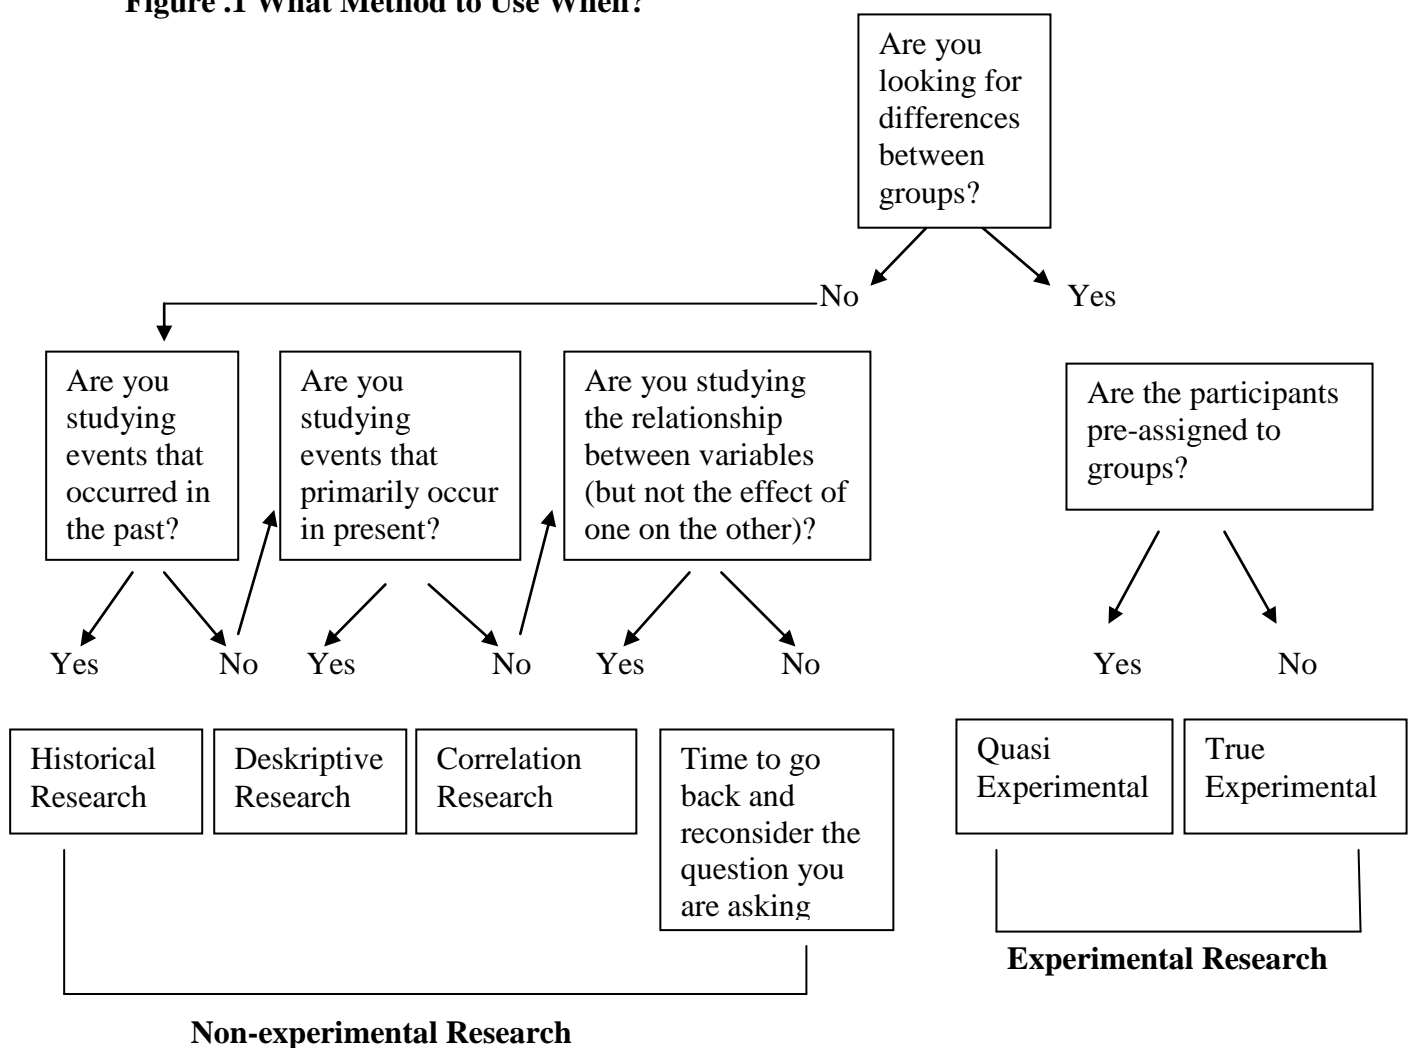 Figure .1 What Method to Use When?
Are you
looking for
differences
between
groups?
No
Yes
Are you
studying
events that
occurred in
the past?
Are you
studying
events that
primarily occur
in present?
Are you studying
the relationship
between variables
(but not the effect of
one on the other)?
Are the participants
pre-assigned to
groups?
Yes
No
Yes
No
Yes
No
Yes
No
Historical
Research
Deskriptive
Research
Correlation
Research
Time to go
back and
reconsider the
question you
are asking
Quasi
Experimental
True
Experimental
Experimental Research
Non-experimental Research